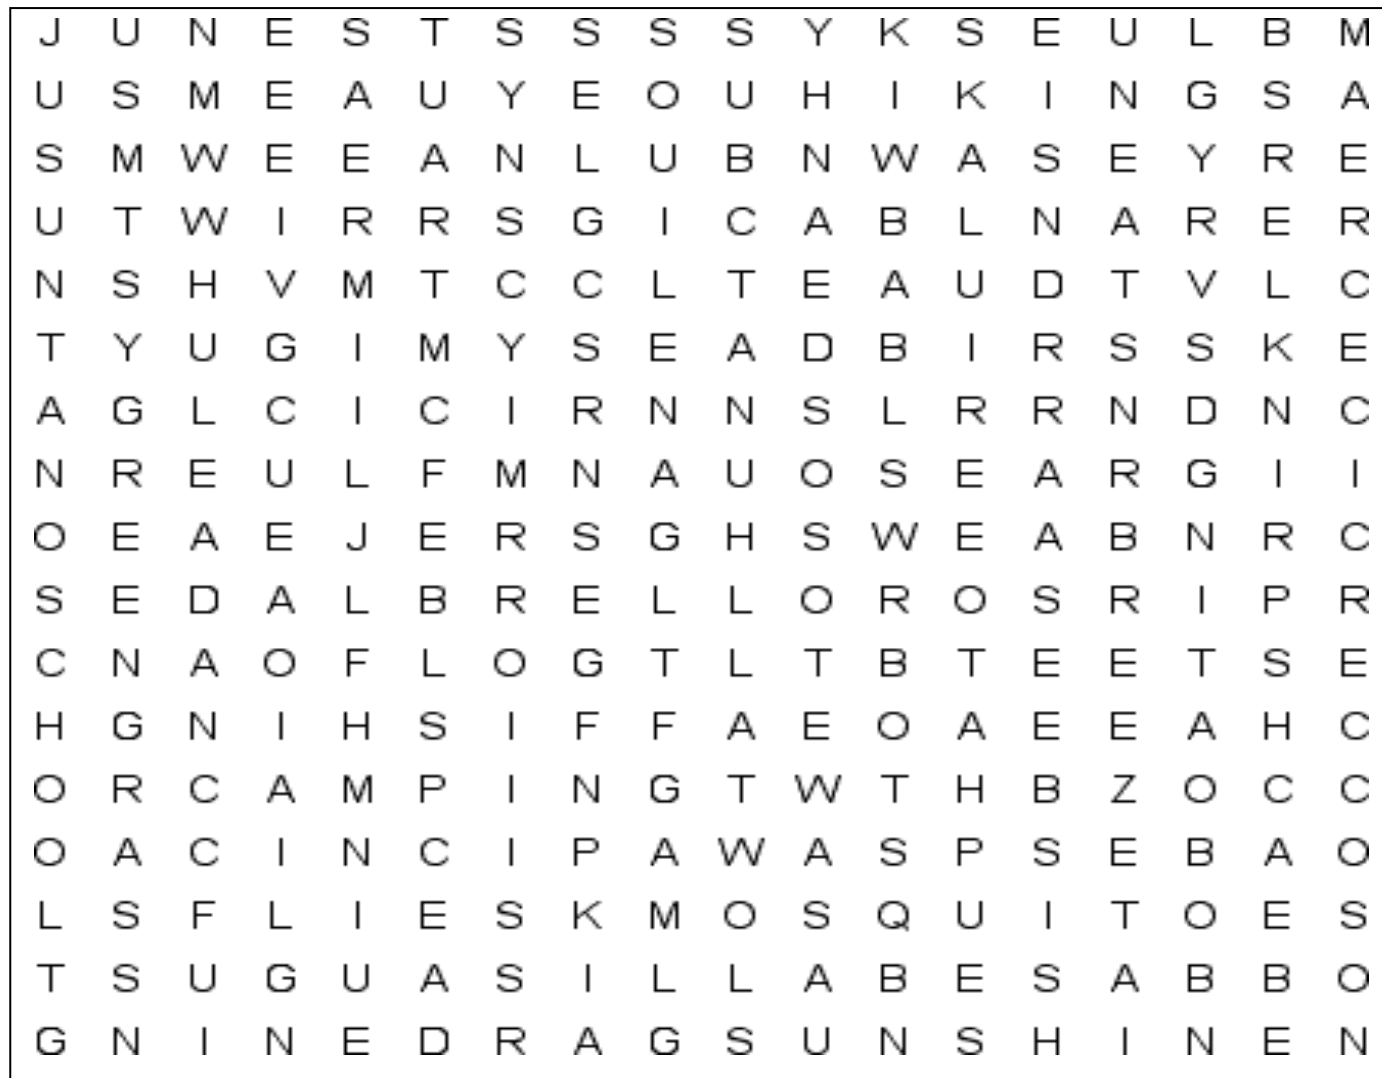 J U N E S T S S S S Y K S E U L B M
U S M E A U Y E O U H I K I N G S A
S M W E E A N L U B N W A S E Y R E
U T W I R R S G I C A B L N A R E R
N S H V M T C C L T E A U D T V L C
T Y U G I M Y S E A D B I R S S K E
A G L C I C I R N N S L R R N D N C
N R E U L F M N A U O S E A R G I I
O E A E J E R S G H S W E A B N R C
S E D A L B R E L L O R O S R I P R
C N A O F L O G T L T B T E E T S E
H G N I H S I F F A E O A E E A H C
O R C A M P I N G T W T H B Z O C C
O A C I N C I P A W A S P S E B A O
L S F L I E S K M O S Q U I T O E S
T S U G U A S I L L A B E S A B B O
G N I N E D R A G S U N S H I N E N